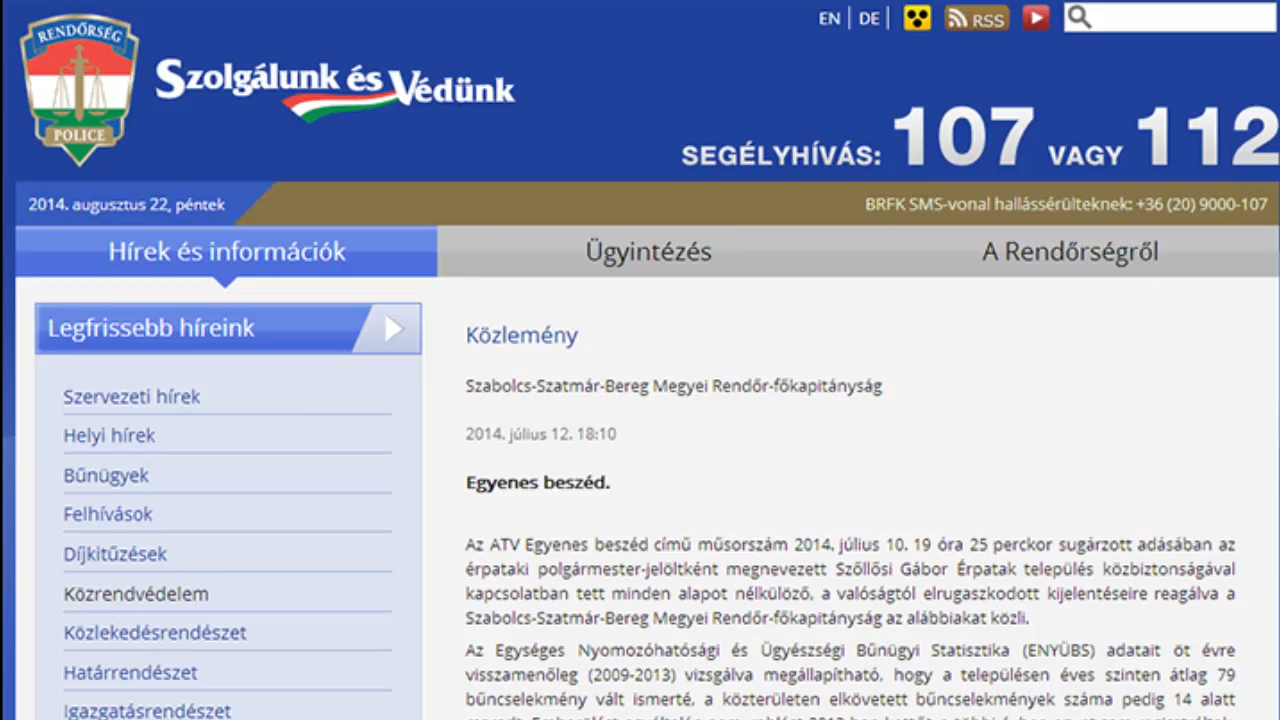 RENDŐRSÉG
POLICE
Szolgálunk és Védünk
EN DE RSS
SEGÉLYHÍVÁS: 107 VAGY 112
2014. augusztus 22, péntek
BRFK SMS-vonal hallássérülteknek: +36 (20) 9000-107
Hírek és információk
Ügyintézés
A Rendőrségről
Legfrissebb híreink
Szervezeti hírek
Helyi hírek
Bűnügyek
Felhívások
Díjkitűzések
Közrendvédelem
Közlekedésrendészet
Határrendészet
Igazgatásrendészet
Közlemény
Szabolcs-Szatmár-Bereg Megyei Rendőr-főkapitányság
2014. július 12. 18:10
Egyenes beszéd.
Az ATV Egyenes beszéd című műsorszám 2014. július 10. 19 óra 25 perckor sugárzott adásában az
érpataki polgármester-jelöltként megnevezett Szőllősi Gábor Érpatak település közbiztonságával
kapcsolatban tett minden alapot nélkülöző, a valóságtól elrugaszkodott kijelentéseire reagálva a
Szabolcs-Szatmár-Bereg Megyei Rendőr-főkapitányság az alábbiakat közli.
Az Egységes Nyomozóhatósági és Ügyészségi Bűnügyi Statisztika (ENYÜBS) adatait öt évre
visszamenőleg (2009-2013) vizsgálva megállapítható, hogy a településen éves szinten átlag 79
bűncselekmény vált ismerté, a közterületen elkövetett bűncselekmények száma pedig 14 alatt